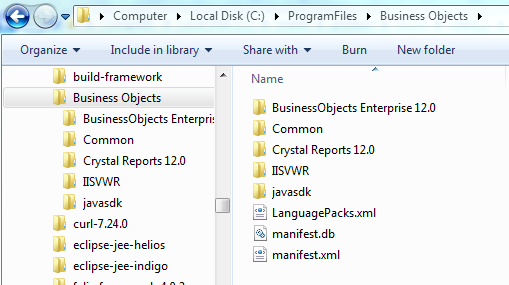 Computer ▸ Local Disk (C:) ▸ ProgramFiles ▸ Business Objects ▸
Organize ▾ Include in library ▾ Share with ▾ Burn New folder
build-framework
Business Objects
BusinessObjects Enterpris
Common
Crystal Reports 12.0
IISVWR
javasdk
curl-7.24.0
eclipse-jee-helios
eclipse-jee-indigo
Name
BusinessObjects Enterprise 12.0
Common
Crystal Reports 12.0
IISVWR
javasdk
LanguagePacks.xml
manifest.db
manifest.xml